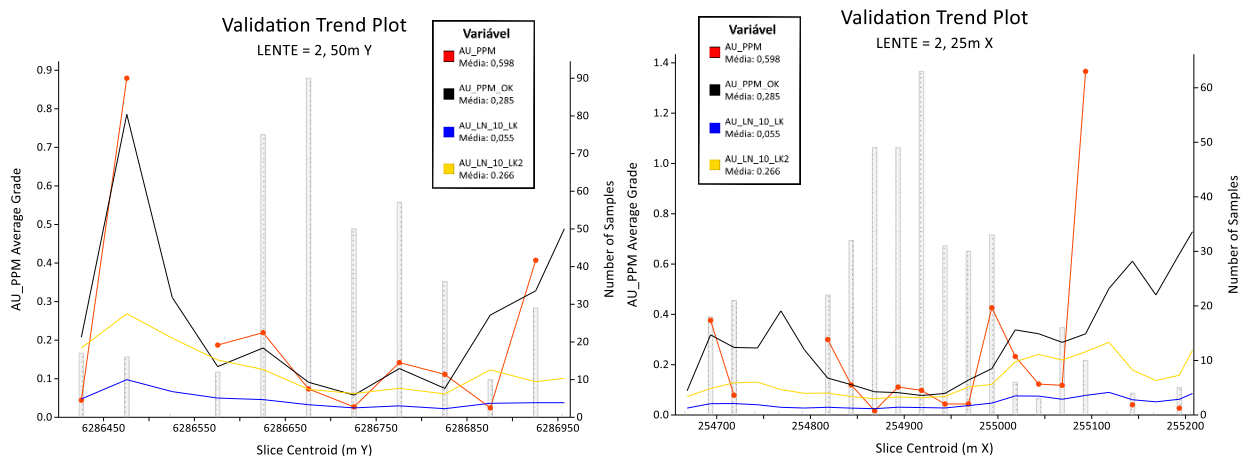 Validation Trend Plot
LENTE = 2, 50m Y
Variável
AU_PPM
Média: 0,598
AU_PPM_OK
Média: 0,285
AU_LN_10_LK
Média: 0,055
AU_LN_10_LK2
Média: 0.266
AU_PPM Average Grade
0.9
0.8
0.7
0.6
0.5
0.4
0.3
0.2
0.1
0.0
Number of Samples
90
80
70
60
50
40
30
20
10
0
6286450
6286550
6286650
6286750
6286850
6286950
Slice Centroid (m Y)
Validation Trend Plot
LENTE = 2, 25m X
Variável
AU_PPM
Média: 0,598
AU_PPM_OK
Média: 0,285
AU_LN_10_LK
Média: 0,055
AU_LN_10_LK2
Média: 0.266
AU_PPM Average Grade
1.4
1.2
1.0
0.8
0.6
0.4
0.2
0.0
Number of Samples
60
50
40
30
20
10
0
254700
254800
254900
255000
255100
255200
Slice Centroid (m X)